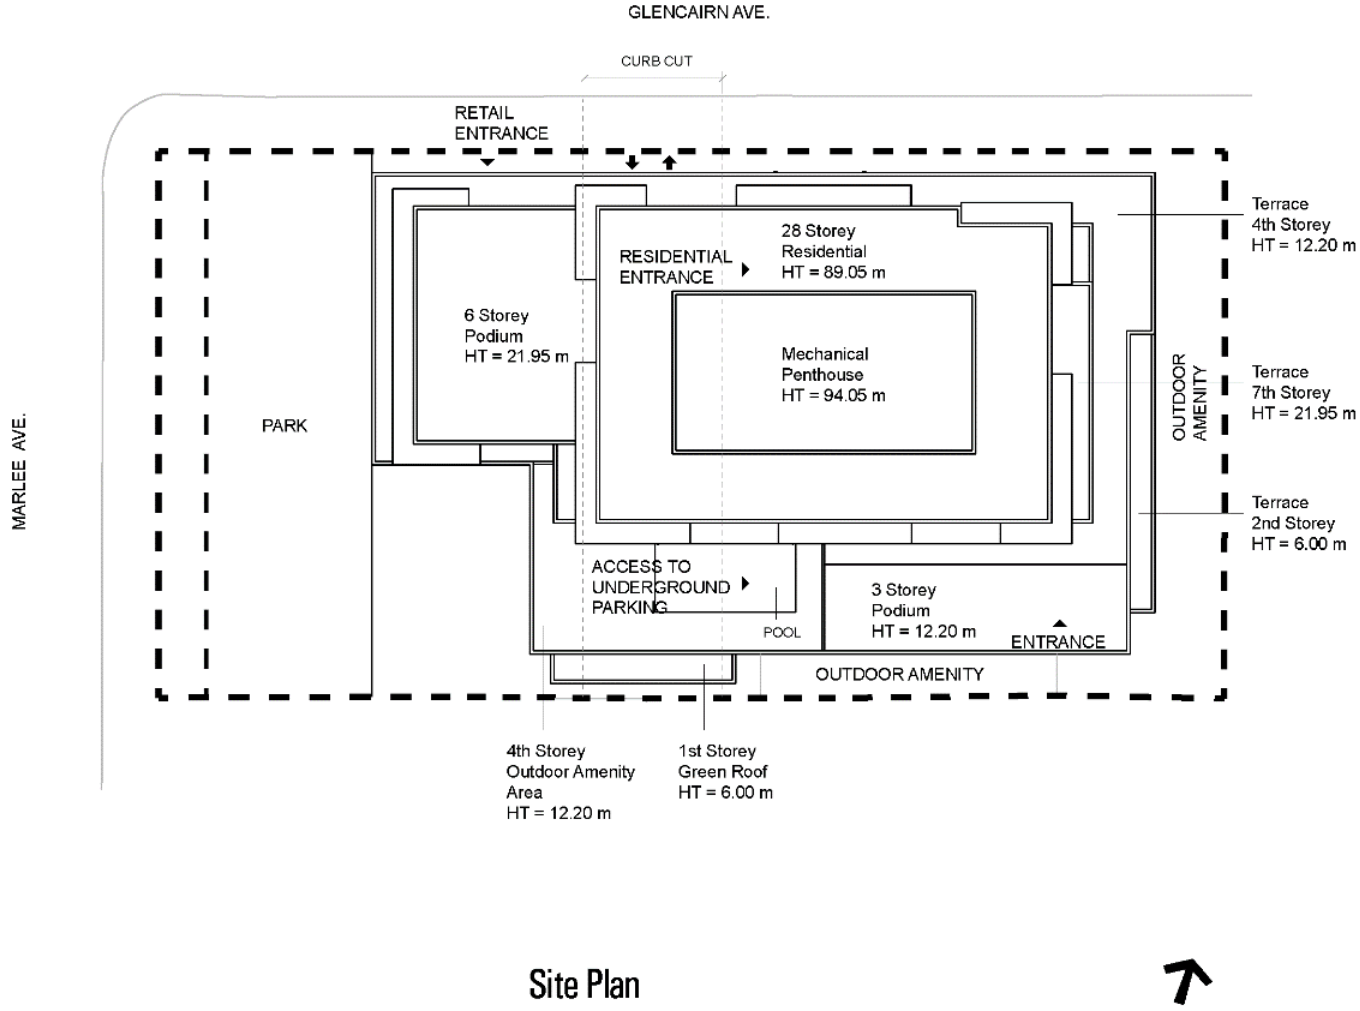 GLENCAIRN AVE.
CURB CUT
RETAIL
ENTRANCE
Terrace
4th Storey
HT = 12.20 m
28 Storey
Residential
HT = 89.05 m
RESIDENTIAL
ENTRANCE
6 Storey
Podium
HT = 21.95 m
Mechanical
Penthouse
HT = 94.05 m
OUTDOOR
AMENITY
Terrace
7th Storey
HT = 21.95 m
PARK
MARLEE AVE.
Terrace
2nd Storey
HT = 6.00 m
ACCESS TO
UNDERGROUND
PARKING
POOL
3 Storey
Podium
HT = 12.20 m
ENTRANCE
OUTDOOR AMENITY
4th Storey
Outdoor Amenity
Area
HT = 12.20 m
1st Storey
Green Roof
HT = 6.00 m
Site Plan